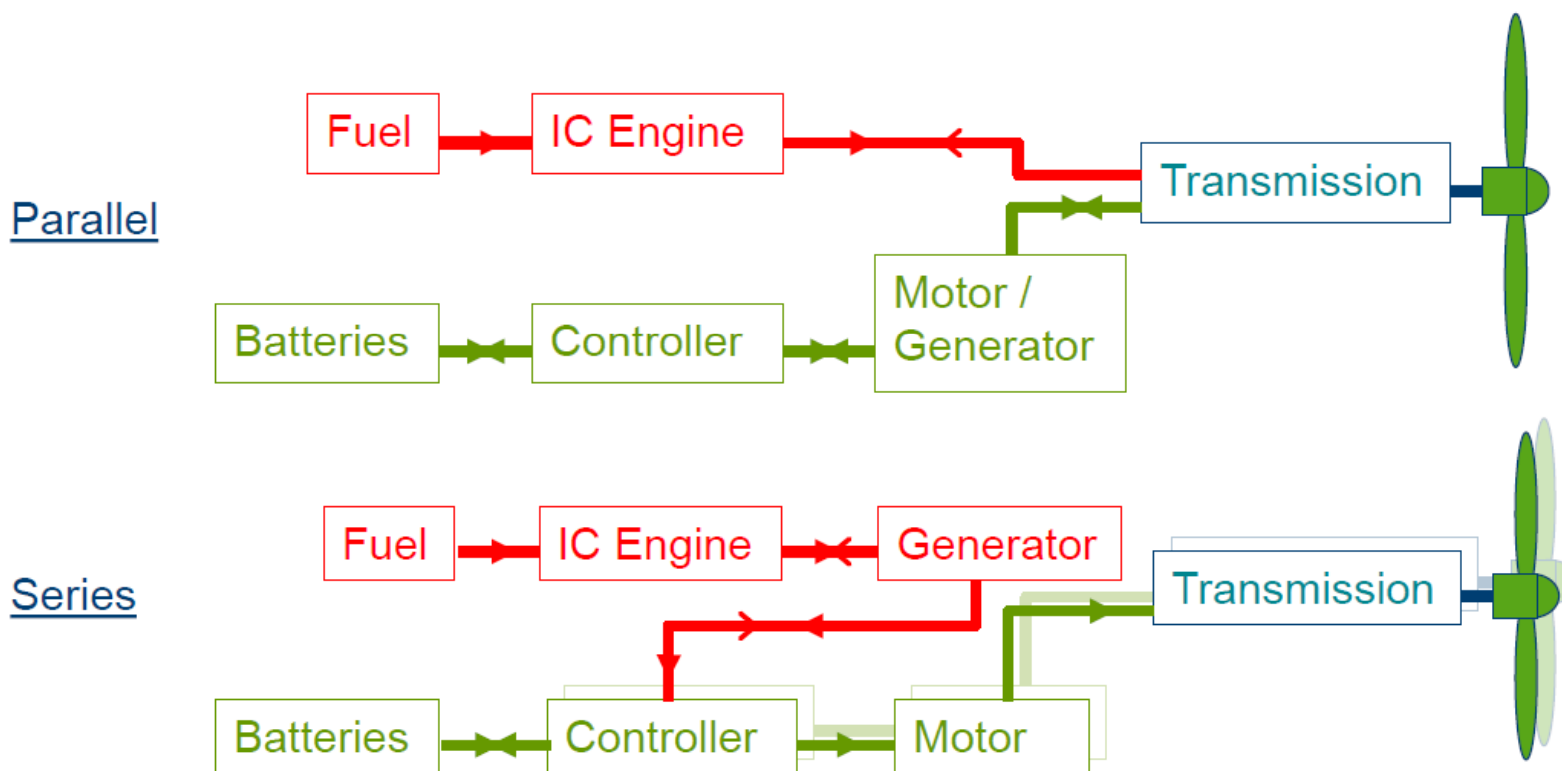 Fuel
IC Engine
Transmission
Parallel
Motor /
Generator
Batteries
Controller
Fuel
IC Engine
Generator
Transmission
Series
Batteries
Controller
Motor